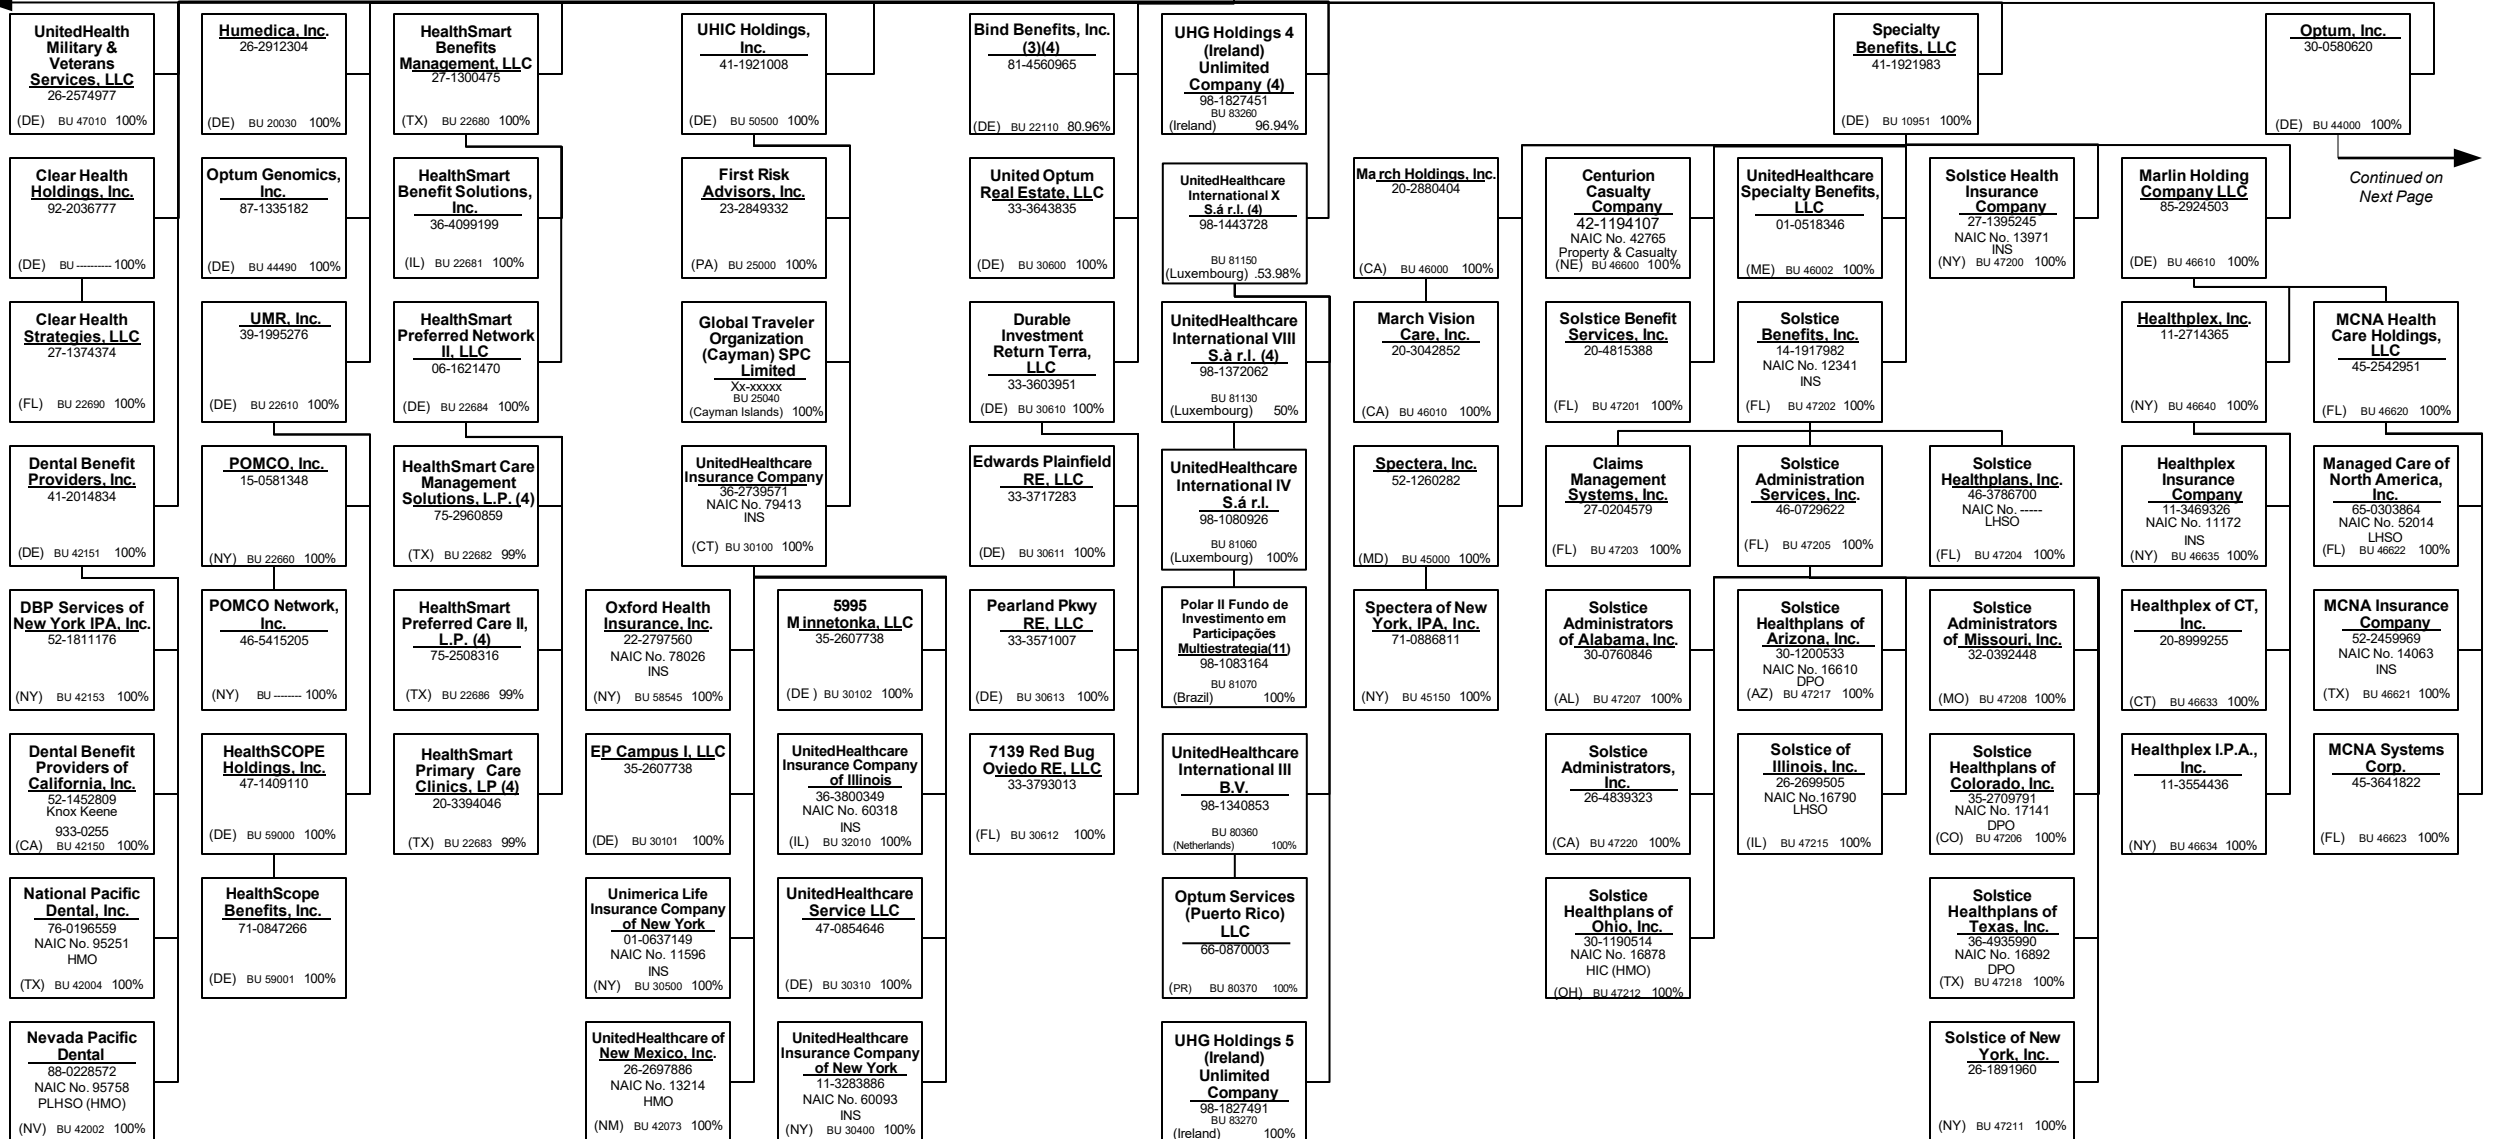 UnitedHealth
Military &
Veterans
Services, LLC
26-2574977
(DE) BU 47010 100%
Humedica, Inc.
26-2912304
(DE) BU 20030 100%
HealthSmart
Benefits
Management, LLC
27-1300475
(TX) BU 22680 100%
UHIC Holdings,
Inc.
41-1921008
(DE) BU 50500 100%
Bind Benefits, Inc.
(3)(4)
81-4560965
(DE) BU 22110 80.96%
UHG Holdings 4
(Ireland)
Unlimited
Company (4)
98-1827451
BU 83260
(Ireland) 96.94%
Specialty
Benefits, LLC
41-1921983
(DE) BU 10951 100%
Optum, Inc.
30-0580620
(DE) BU 44000 100%
Continued on
Next Page
Clear Health
Holdings, Inc.
92-2036777
(DE) BU ---------- 100%
Optum Genomics,
Inc.
87-1335182
(DE) BU 44490 100%
HealthSmart
Benefit Solutions,
Inc.
36-4099199
(IL) BU 22681 100%
First Risk
Advisors, Inc.
23-2849332
(PA) BU 25000 100%
United Optum
Real Estate, LLC
33-3643835
(DE) BU 30600 100%
UnitedHealthcare
International X
S.á r.l. (4)
98-1443728
BU 81150
(Luxembourg) .53.98%
March Holdings, Inc.
20-2880404
(CA) BU 46000 100%
Centurion
Casualty
Company
42-1194107
NAIC No. 42765
Property & Casualty
(NE) BU 46600 100%
UnitedHealthcare
Specialty Benefits,
LLC
01-0518346
(ME) BU 46002 100%
Solstice Health
Insurance
Company
27-1395245
NAIC No. 13971
INS
(NY) BU 47200 100%
Marlin Holding
Company LLC
85-2924503
(DE) BU 46610 100%
Clear Health
Strategies, LLC
27-1374374
(FL) BU 22690 100%
UMR, Inc.
39-1995276
(DE) BU 22610 100%
HealthSmart
Preferred Network
II, LLC
06-1621470
(DE) BU 22684 100%
Global Traveler
Organization
(Cayman) SPC
Limited
Xx-xxxxx
BU 25040
(Cayman Islands) 100%
Durable
Investment
Return Terra,
LLC
33-3603951
(DE) BU 30610 100%
UnitedHealthcare
International VIII
S.à r.l. (4)
98-1372062
BU 81130
(Luxembourg) 50%
March Vision
Care, Inc.
20-3042852
(CA) BU 46010 100%
Solstice Benefit
Services, Inc.
20-4815388
(FL) BU 47201 100%
Solstice
Benefits, Inc.
14-1917982
NAIC No. 12341
INS
(FL) BU 47202 100%
Healthplex, Inc.
11-2714365
(NY) BU 46640 100%
MCNA Health
Care Holdings,
LLC
45-2542951
(FL) BU 46620 100%
Dental Benefit
Providers, Inc.
41-2014834
(DE) BU 42151 100%
POMCO, Inc.
15-0581348
(NY) BU 22660 100%
HealthSmart Care
Management
Solutions, L.P. (4)
75-2960859
(TX) BU 22682 99%
UnitedHealthcare
Insurance Company
36-2739571
NAIC No. 79413
INS
(CT) BU 30100 100%
Edwards Plainfield
RE, LLC
33-3717283
(DE) BU 30611 100%
UnitedHealthcare
International IV
S.á r.l.
98-1080926
BU 81060
(Luxembourg) 100%
Spectera, Inc.
52-1260282
(MD) BU 45000 100%
Claims
Management
Systems, Inc.
27-0204579
(FL) BU 47203 100%
Solstice
Administration
Services, Inc.
46-0729622
(FL) BU 47205 100%
Solstice
Healthplans, Inc.
46-3786700
NAIC No. -----
LHSO
(FL) BU 47204 100%
Healthplex
Insurance
Company
11-3469326
NAIC No. 11172
INS
(NY) BU 46635 100%
Managed Care of
North America,
Inc.
65-0303864
NAIC No. 52014
LHSO
(FL) BU 46622 100%
DBP Services of
New York IPA, Inc.
52-1811176
(NY) BU 42153 100%
POMCO Network,
Inc.
46-5415205
(NY) BU -------- 100%
HealthSmart
Preferred Care II,
L.P. (4)
75-2508316
(TX) BU 22686 99%
Oxford Health
Insurance, Inc.
22-2797560
NAIC No. 78026
INS
(NY) BU 58545 100%
5995
Minnetonka, LLC
35-2607738
(DE ) BU 30102 100%
Pearland Pkwy
RE, LLC
33-3571007
(DE) BU 30613 100%
Polar II Fundo de
Investimento em
Participações
Multiestrategia(11)
98-1083164
BU 81070
(Brazil) 100%
Spectera of New
York, IPA, Inc.
71-0886811
(NY) BU 45150 100%
Solstice
Administrators
of Alabama, Inc.
30-0760846
(AL) BU 47207 100%
Solstice
Healthplans of
Arizona, Inc.
30-1200533
NAIC No. 16610
DPO
(AZ) BU 47217 100%
Solstice
Administrators
of Missouri, Inc.
32-0392448
(MO) BU 47208 100%
Healthplex of CT,
Inc.
20-8999255
(CT) BU 46633 100%
MCNA Insurance
Company
52-2459969
NAIC No. 14063
INS
(TX) BU 46621 100%
Dental Benefit
Providers of
California, Inc.
52-1452809
Knox Keene
933-0255
(CA) BU 42150 100%
HealthSCOPE
Holdings, Inc.
47-1409110
(DE) BU 59000 100%
HealthSmart
Primary Care
Clinics, LP (4)
20-3394046
(TX) BU 22683 99%
EP Campus I, LLC
35-2607738
(DE) BU 30101 100%
UnitedHealthcare
Insurance Company
of Illinois
36-3800349
NAIC No. 60318
INS
(IL) BU 32010 100%
7139 Red Bug
Oviedo RE, LLC
33-3793013
(FL) BU 30612 100%
UnitedHealthcare
International III
B.V.
98-1340853
BU 80360
(Netherlands) 100%
Solstice
Administrators,
Inc.
26-4839323
(CA) BU 47220 100%
Solstice of
Illinois, Inc.
26-2699505
NAIC No.16790
LHSO
(IL) BU 47215 100%
Solstice
Healthplans of
Colorado, Inc.
35-2709791
NAIC No. 17141
DPO
(CO) BU 47206 100%
Healthplex I.P.A.,
Inc.
11-3554436
(NY) BU 46634 100%
MCNA Systems
Corp.
45-3641822
(FL) BU 46623 100%
National Pacific
Dental, Inc.
76-0196559
NAIC No. 95251
HMO
(TX) BU 42004 100%
HealthScope
Benefits, Inc.
71-0847266
(DE) BU 59001 100%
Unimerica Life
Insurance Company
of New York
01-0637149
NAIC No. 11596
INS
(NY) BU 30500 100%
UnitedHealthcare
Service LLC
47-0854646
(DE) BU 30310 100%
Optum Services
(Puerto Rico)
LLC
66-0870003
(PR) BU 80370 100%
Solstice
Healthplans of
Ohio, Inc.
30-1190514
NAIC No. 16878
HIC (HMO)
(OH) BU 47212 100%
Solstice
Healthplans of
Texas, Inc.
36-4935990
NAIC No. 16892
DPO
(TX) BU 47218 100%
Nevada Pacific
Dental
88-0228572
NAIC No. 95758
PLHSO (HMO)
(NV) BU 42002 100%
UnitedHealthcare of
New Mexico, Inc.
26-2697886
NAIC No. 13214
HMO
(NM) BU 42073 100%
UnitedHealthcare
Insurance Company
of New York
11-3283886
NAIC No. 60093
INS
(NY) BU 30400 100%
UHG Holdings 5
(Ireland)
Unlimited
Company
98-1827491
BU 83270
(Ireland) 100%
Solstice of New
York, Inc.
26-1891960
(NY) BU 47211 100%